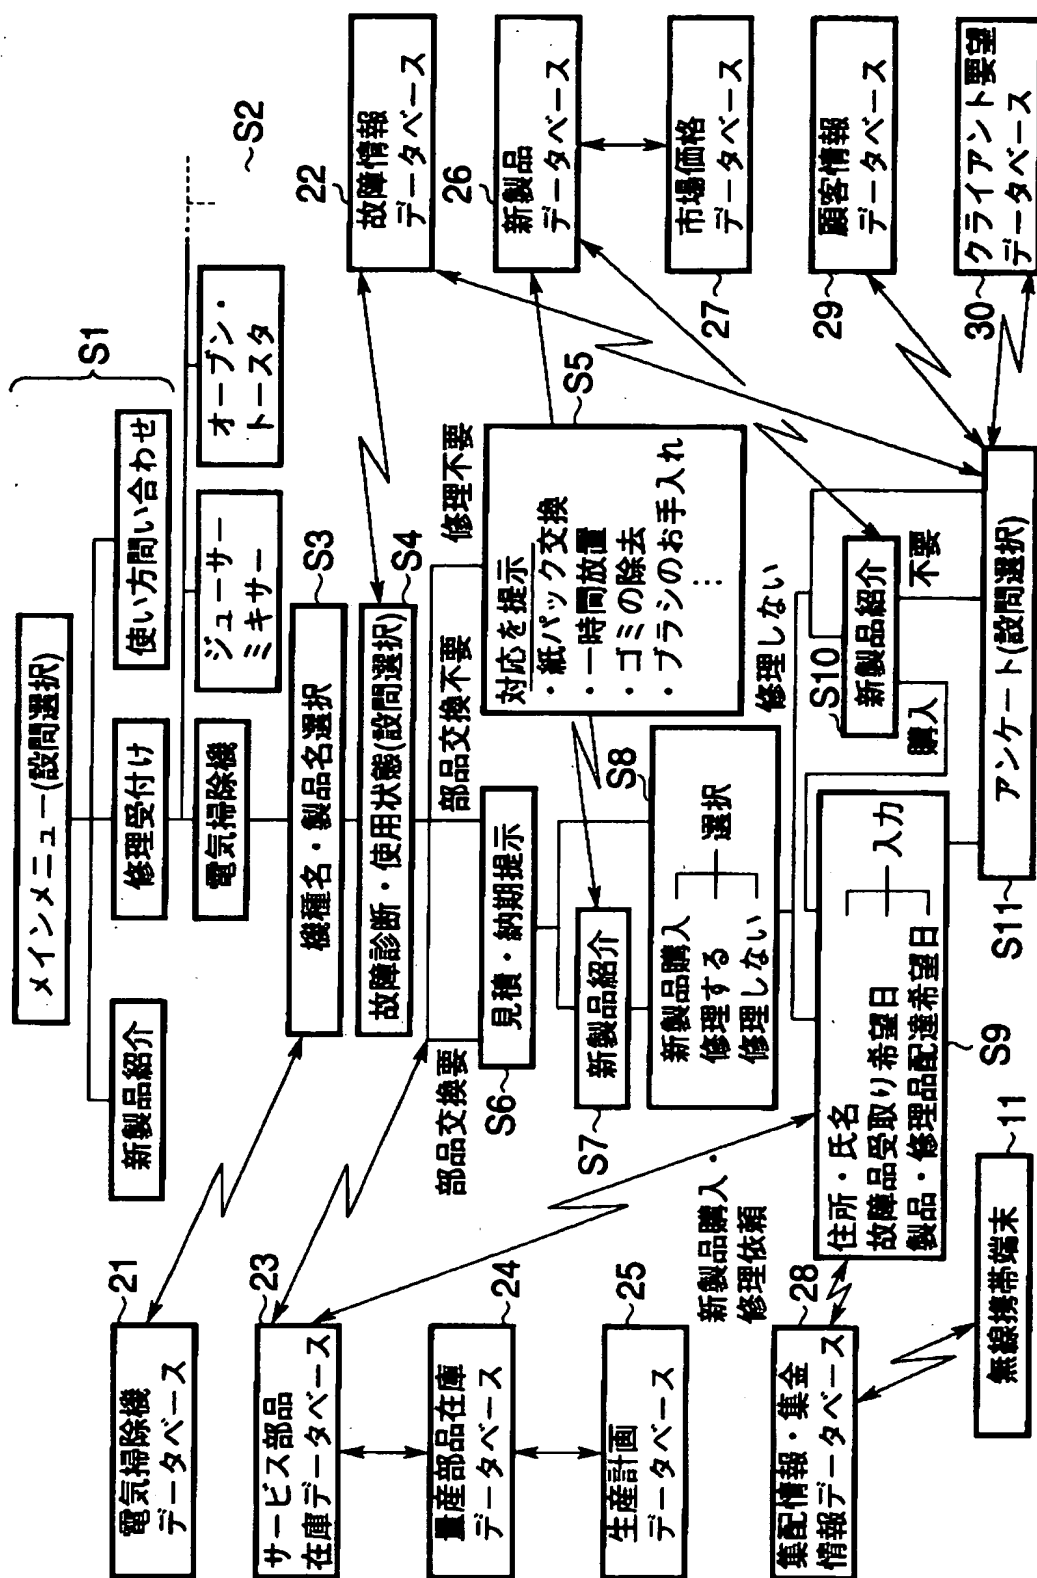 メインメニュー(設問選択)
S1
新製品紹介
修理受付け
使い方問い合わせ
電気掃除機
ジューサー
ミキサー
オーブン・
トースタ
~S2
21
電気掃除機
データベース
機種名・製品名選択
S3
22
故障情報
データベース
故障診断・使用状態(設問選択)
S4
23
サービス部品
在庫データベース
部品交換要
部品交換不要
修理不要
24
量産部品在庫
データベース
S6
見積・納期提示
対応を提示
・紙パック交換
・一時放置
・ゴミの除去
・ブラシのお手入れ
⋮
S5
26
新製品
データベース
25
生産計画
データベース
S7
新製品紹介
27
市場価格
データベース
S8
新製品購入
修理する
修理しない
選択
新製品購入・
修理依頼
修理しない
28
集配情報・集金
情報データベース
住所・氏名
故障品受取り希望日
製品・修理品配達希望日
入力
S9
S10
新製品紹介
購入
不要
29
顧客情報
データベース
11
無線携帯端末
S11
アンケート(設問選択)
30
クライアント要望
データベース